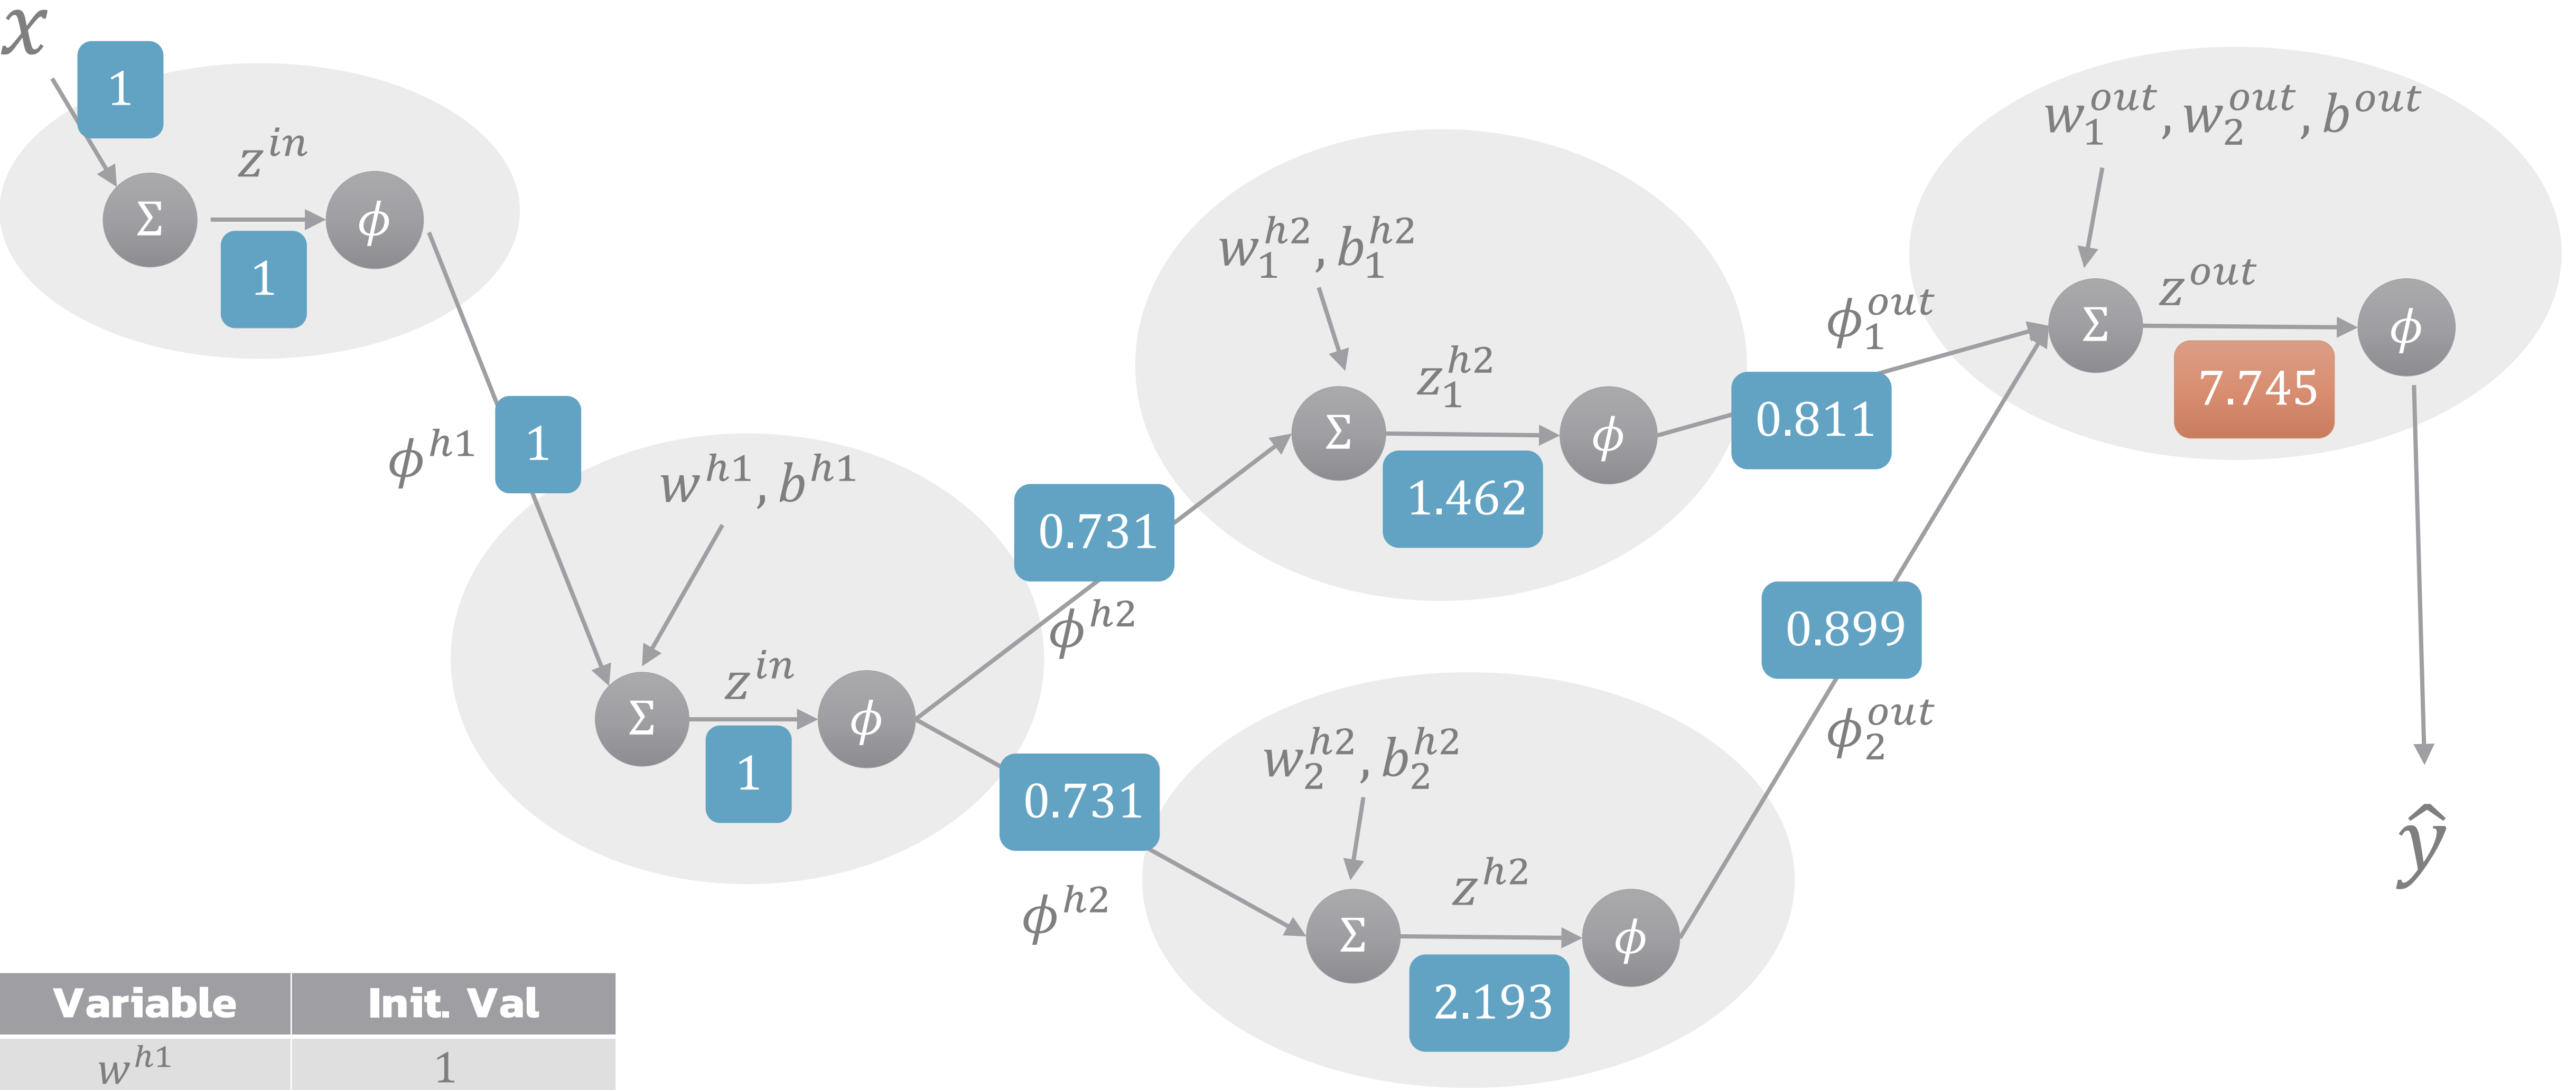 x
1
z^{in}
Σ
ϕ
1
ϕ^{h1}
1
w^{h1}, b^{h1}
Σ
z^{in}
ϕ
1
0.731
ϕ^{h2}
0.731
ϕ^{h2}
w_1^{h2}, b_1^{h2}
Σ
z_1^{h2}
ϕ
1.462
0.811
ϕ_1^{out}
w_2^{h2}, b_2^{h2}
Σ
z^{h2}
ϕ
2.193
0.899
ϕ_2^{out}
w_1^{out}, w_2^{out}, b^{out}
Σ
z^{out}
ϕ
7.745
ŷ
Variable Init. Val
w^{h1} 1